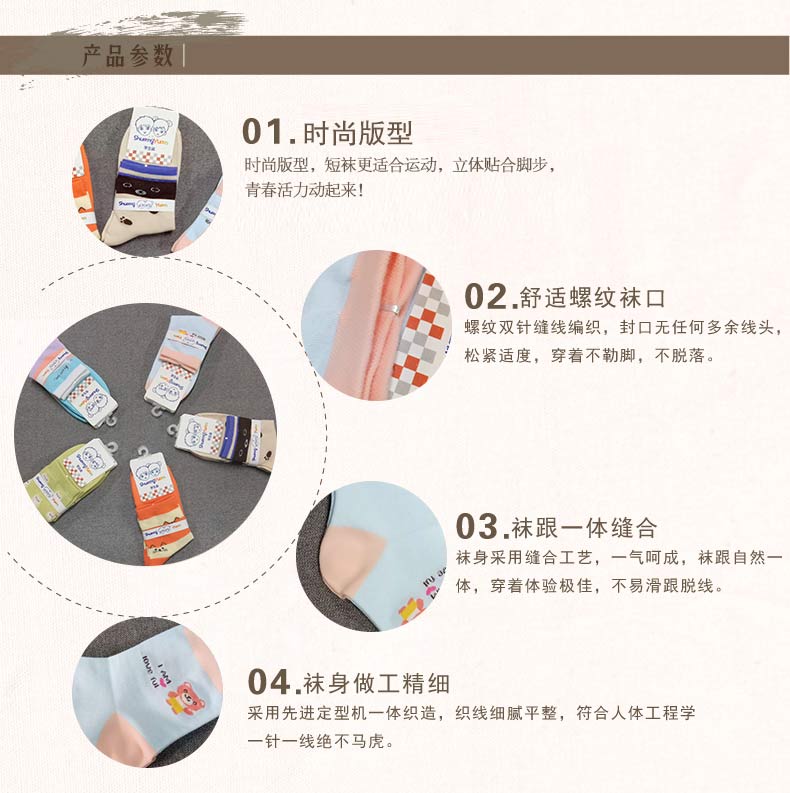 产品参数
01.时尚版型
时尚版型，短袜更适合运动，立体贴合脚步，
青春活力动起来！
02.舒适螺纹袜口
螺纹双针缝线编织，封口无任何多余线头，
松紧适度，穿着不勒脚，不脱落。
03.袜跟一体缝合
袜身采用缝合工艺，一气呵成，袜跟自然一
体，穿着体验极佳，不易滑跟脱线。
04.袜身做工精细
采用先进定型机一体织造，织线细腻平整，符合人体工程学
一针一线绝不马虎。
I AM